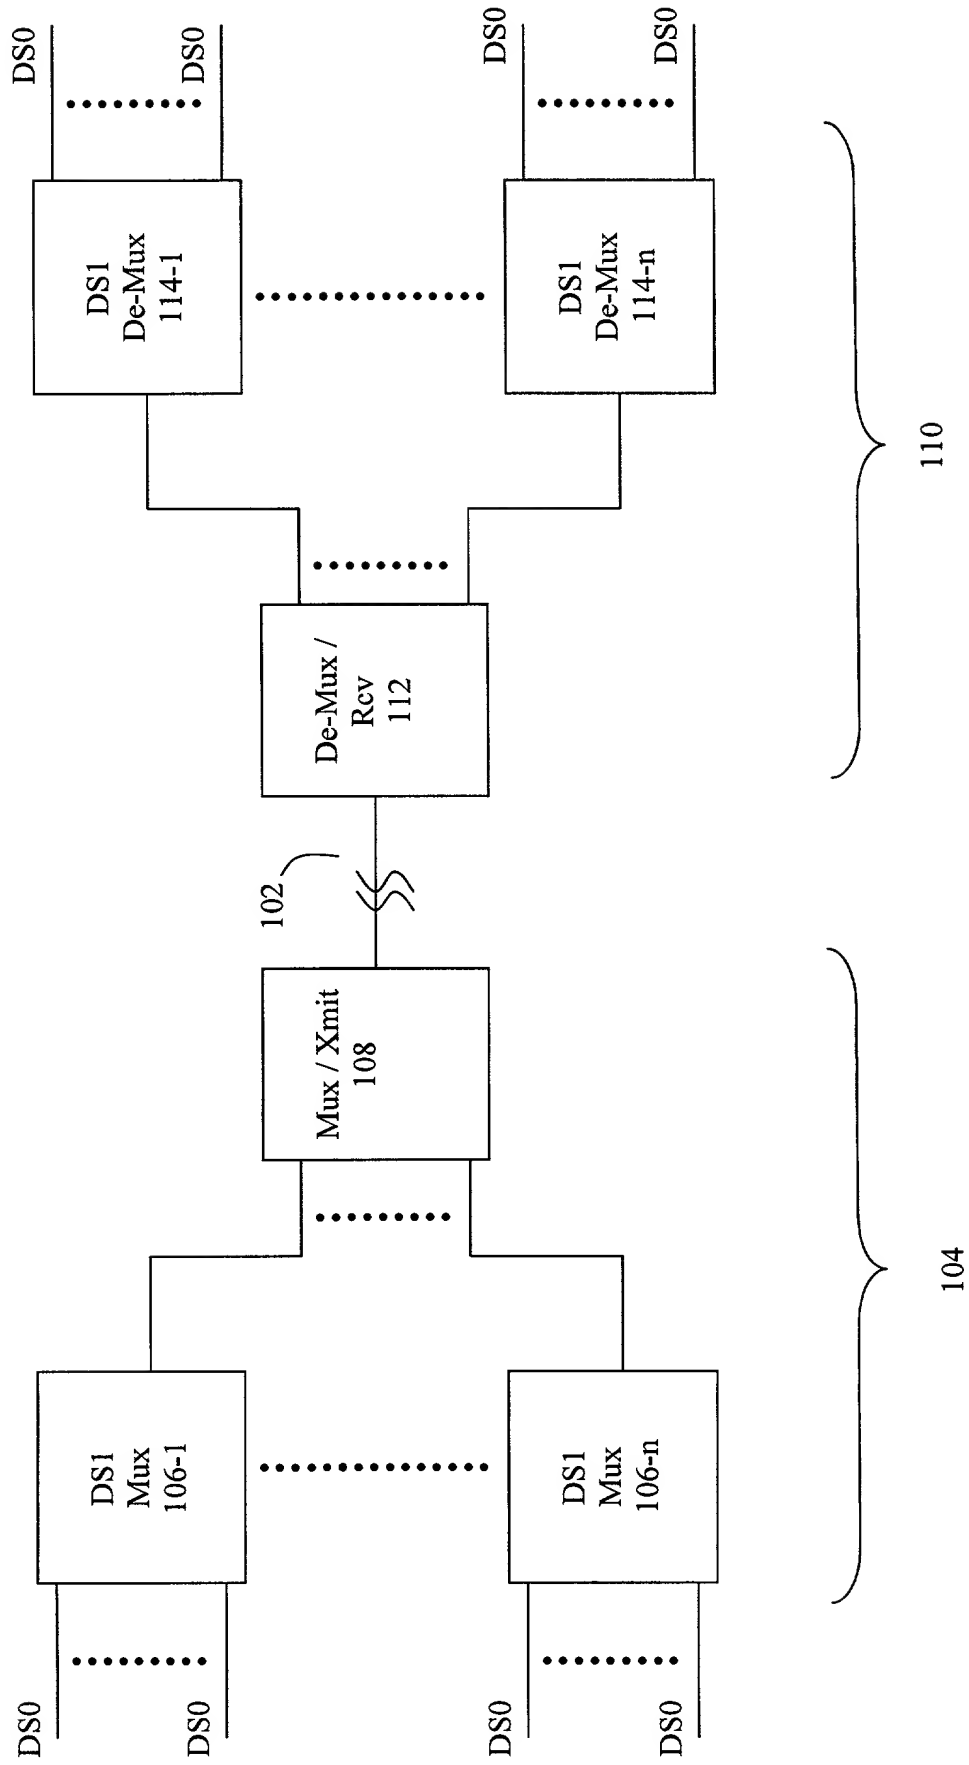 DS0
DS0
DS0
DS0
DS1
Mux
106-1
DS1
Mux
106-n
Mux / Xmit
108
102
De-Mux /
Rcv
112
DS1
De-Mux
114-1
DS1
De-Mux
114-n
DS0
DS0
DS0
DS0
104
110